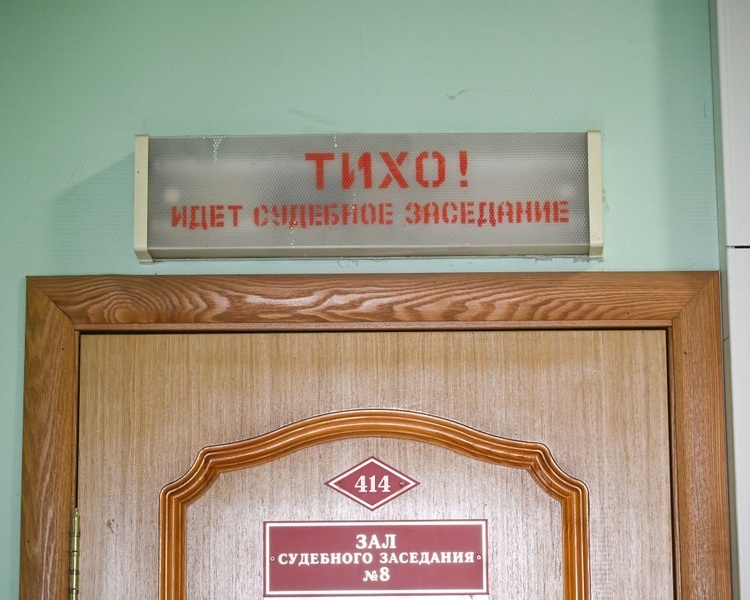 ТИХО!
ИДЕТ СУДЕБНОЕ ЗАСЕДАНИЕ
414
ЗАЛ
СУДЕБНОГО ЗАСЕДАНИЯ
№8